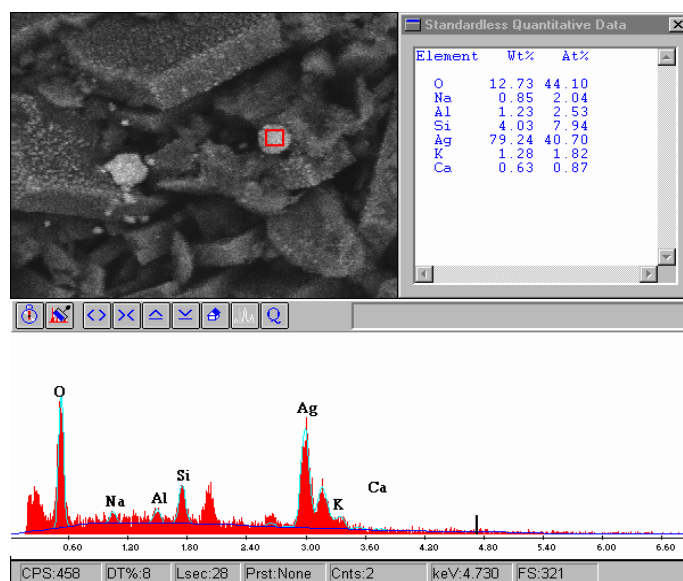 Standardless Quantitative Data
Element Wt% At%
O 12.73 44.10
Na 0.85 2.04
Al 1.23 2.53
Si 4.03 7.94
Ag 79.24 40.70
K 1.28 1.82
Ca 0.63 0.87
Q
O
Na
Al
Si
Ag
K
Ca
0.60 1.20 1.80 2.40 3.00 3.60 4.20 4.80 5.40 6.00 6.60
CPS:458 DT%:8 Lsec:28 Prst:None Cnts:2 keV:4.730 FS:321